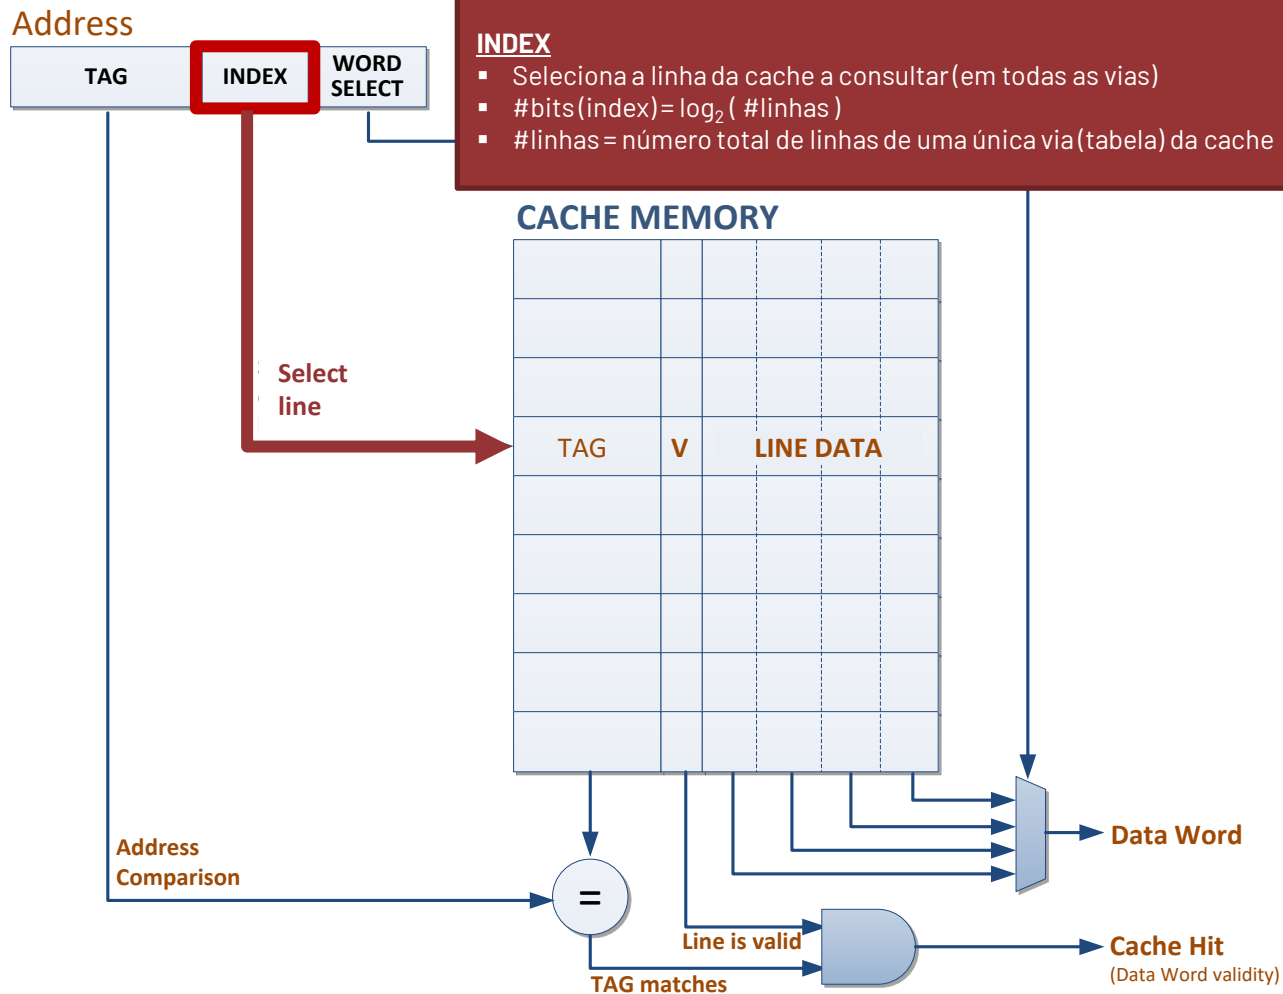 Address
TAG
INDEX
WORD
SELECT
INDEX
▪ Seleciona a linha da cache a consultar (em todas as vias)
▪ #bits (index) = log₂ ( #linhas )
▪ #linhas = número total de linhas de uma única via (tabela) da cache
CACHE MEMORY
Select
line
TAG
V
LINE DATA
Address
Comparison
=
Data Word
Line is valid
TAG matches
Cache Hit
(Data Word validity)